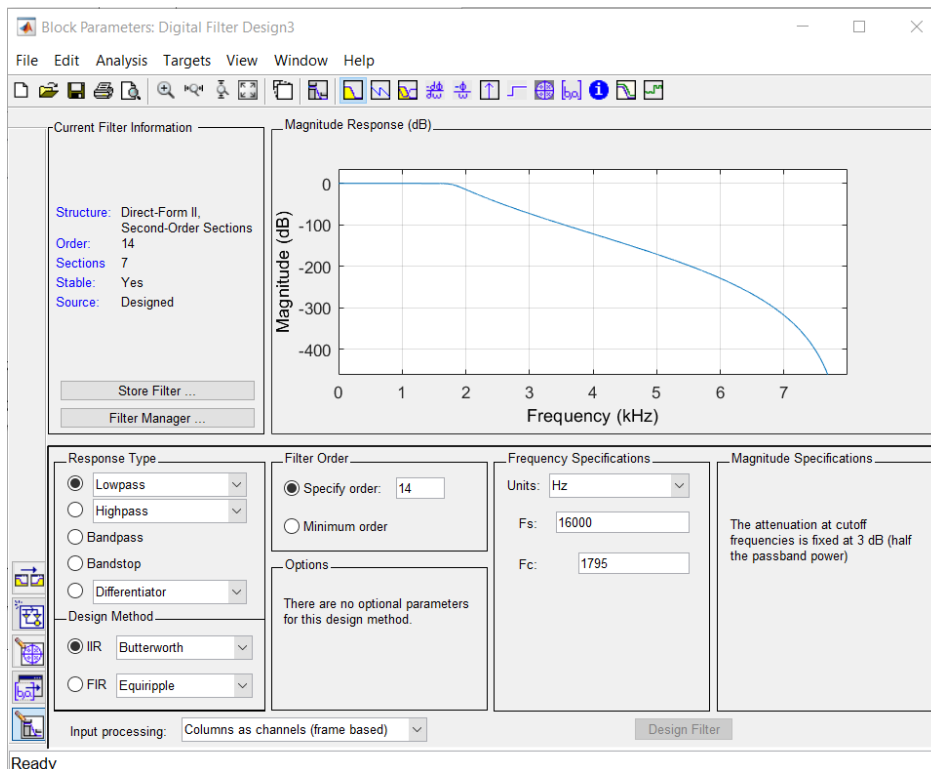 Block Parameters: Digital Filter Design3
File Edit Analysis Targets View Window Help
Current Filter Information
Structure: Direct-Form II,
Second-Order Sections
Order: 14
Sections 7
Stable: Yes
Source: Designed
Store Filter ...
Filter Manager ...
Magnitude Response (dB)
Magnitude (dB)
0
-100
-200
-300
-400
0 1 2 3 4 5 6 7
Frequency (kHz)
Response Type
Lowpass
Highpass
Bandpass
Bandstop
Differentiator
Design Method
IIR Butterworth
FIR Equiripple
Filter Order
Specify order: 14
Minimum order
Options
There are no optional parameters
for this design method.
Frequency Specifications
Units: Hz
Fs: 16000
Fc: 1795
Magnitude Specifications
The attenuation at cutoff
frequencies is fixed at 3 dB (half
the passband power)
Input processing: Columns as channels (frame based)
Design Filter
Ready